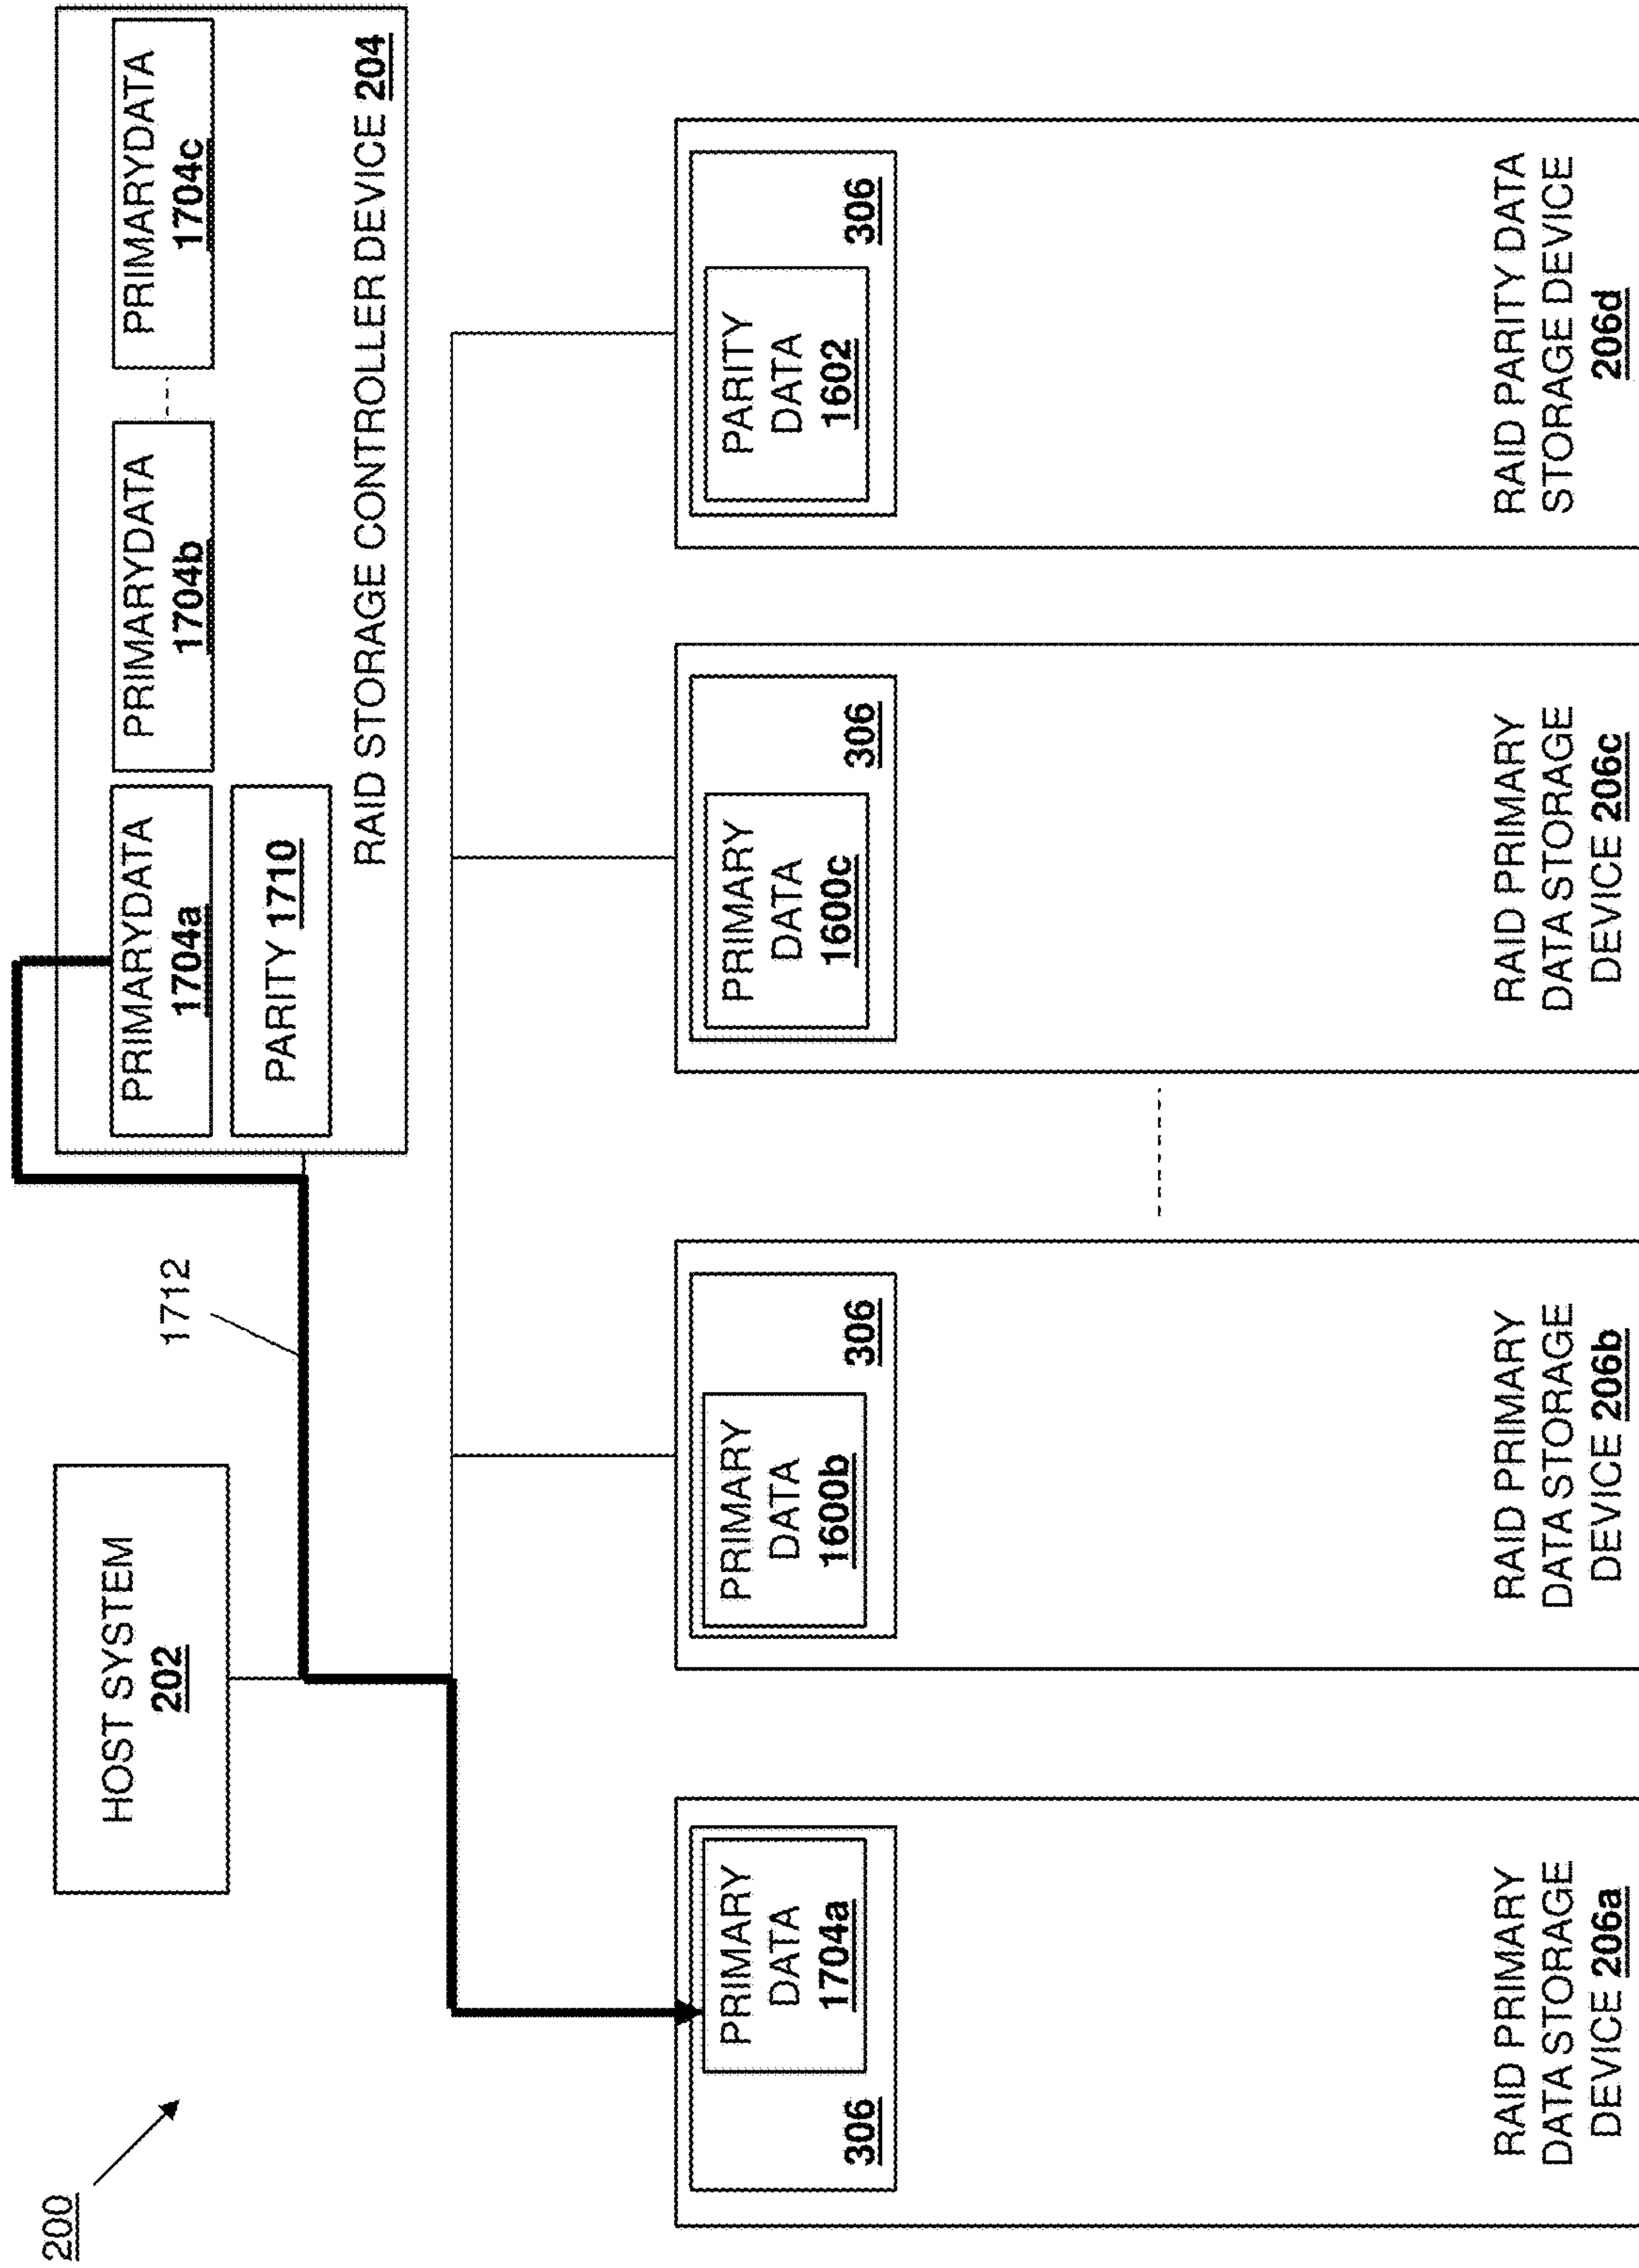 200
HOST SYSTEM
202
1712
PRIMARYDATA
1704a
PRIMARYDATA
1704b
PRIMARYDATA
1704c
PARITY 1710
RAID STORAGE CONTROLLER DEVICE 204
306
PRIMARY
DATA
1704a
RAID PRIMARY
DATA STORAGE
DEVICE 206a
PRIMARY
DATA
1600b
306
RAID PRIMARY
DATA STORAGE
DEVICE 206b
PRIMARY
DATA
1600c
306
RAID PRIMARY
DATA STORAGE
DEVICE 206c
PARITY
DATA
1602
306
RAID PARITY DATA
STORAGE DEVICE
206d